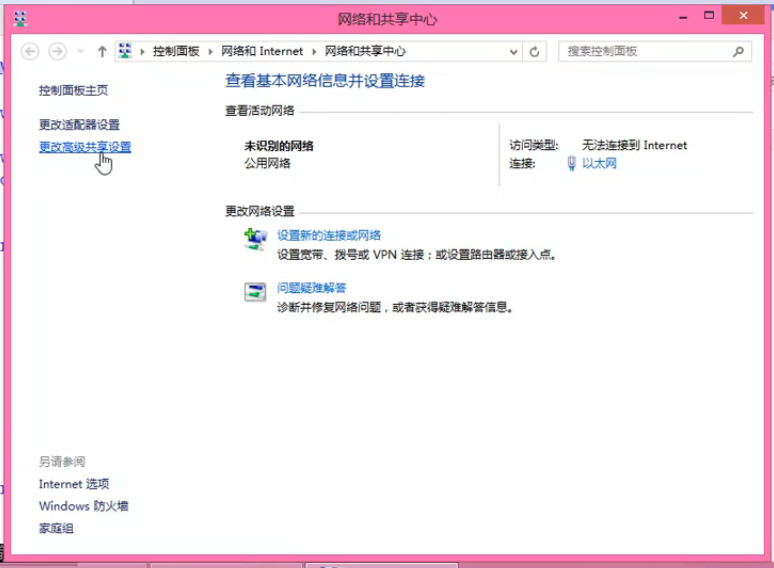 网络和共享中心
控制面板 网络和 Internet 网络和共享中心 搜索控制面板
控制面板主页
更改适配器设置
更改高级共享设置
查看基本网络信息并设置连接
查看活动网络
未识别的网络
公用网络
访问类型: 无法连接到 Internet
连接: 以太网
更改网络设置
设置新的连接或网络
设置宽带、拨号或 VPN 连接；或设置路由器或接入点。
问题疑难解答
诊断并修复网络问题，或者获得疑难解答信息。
另请参阅
Internet 选项
Windows 防火墙
家庭组